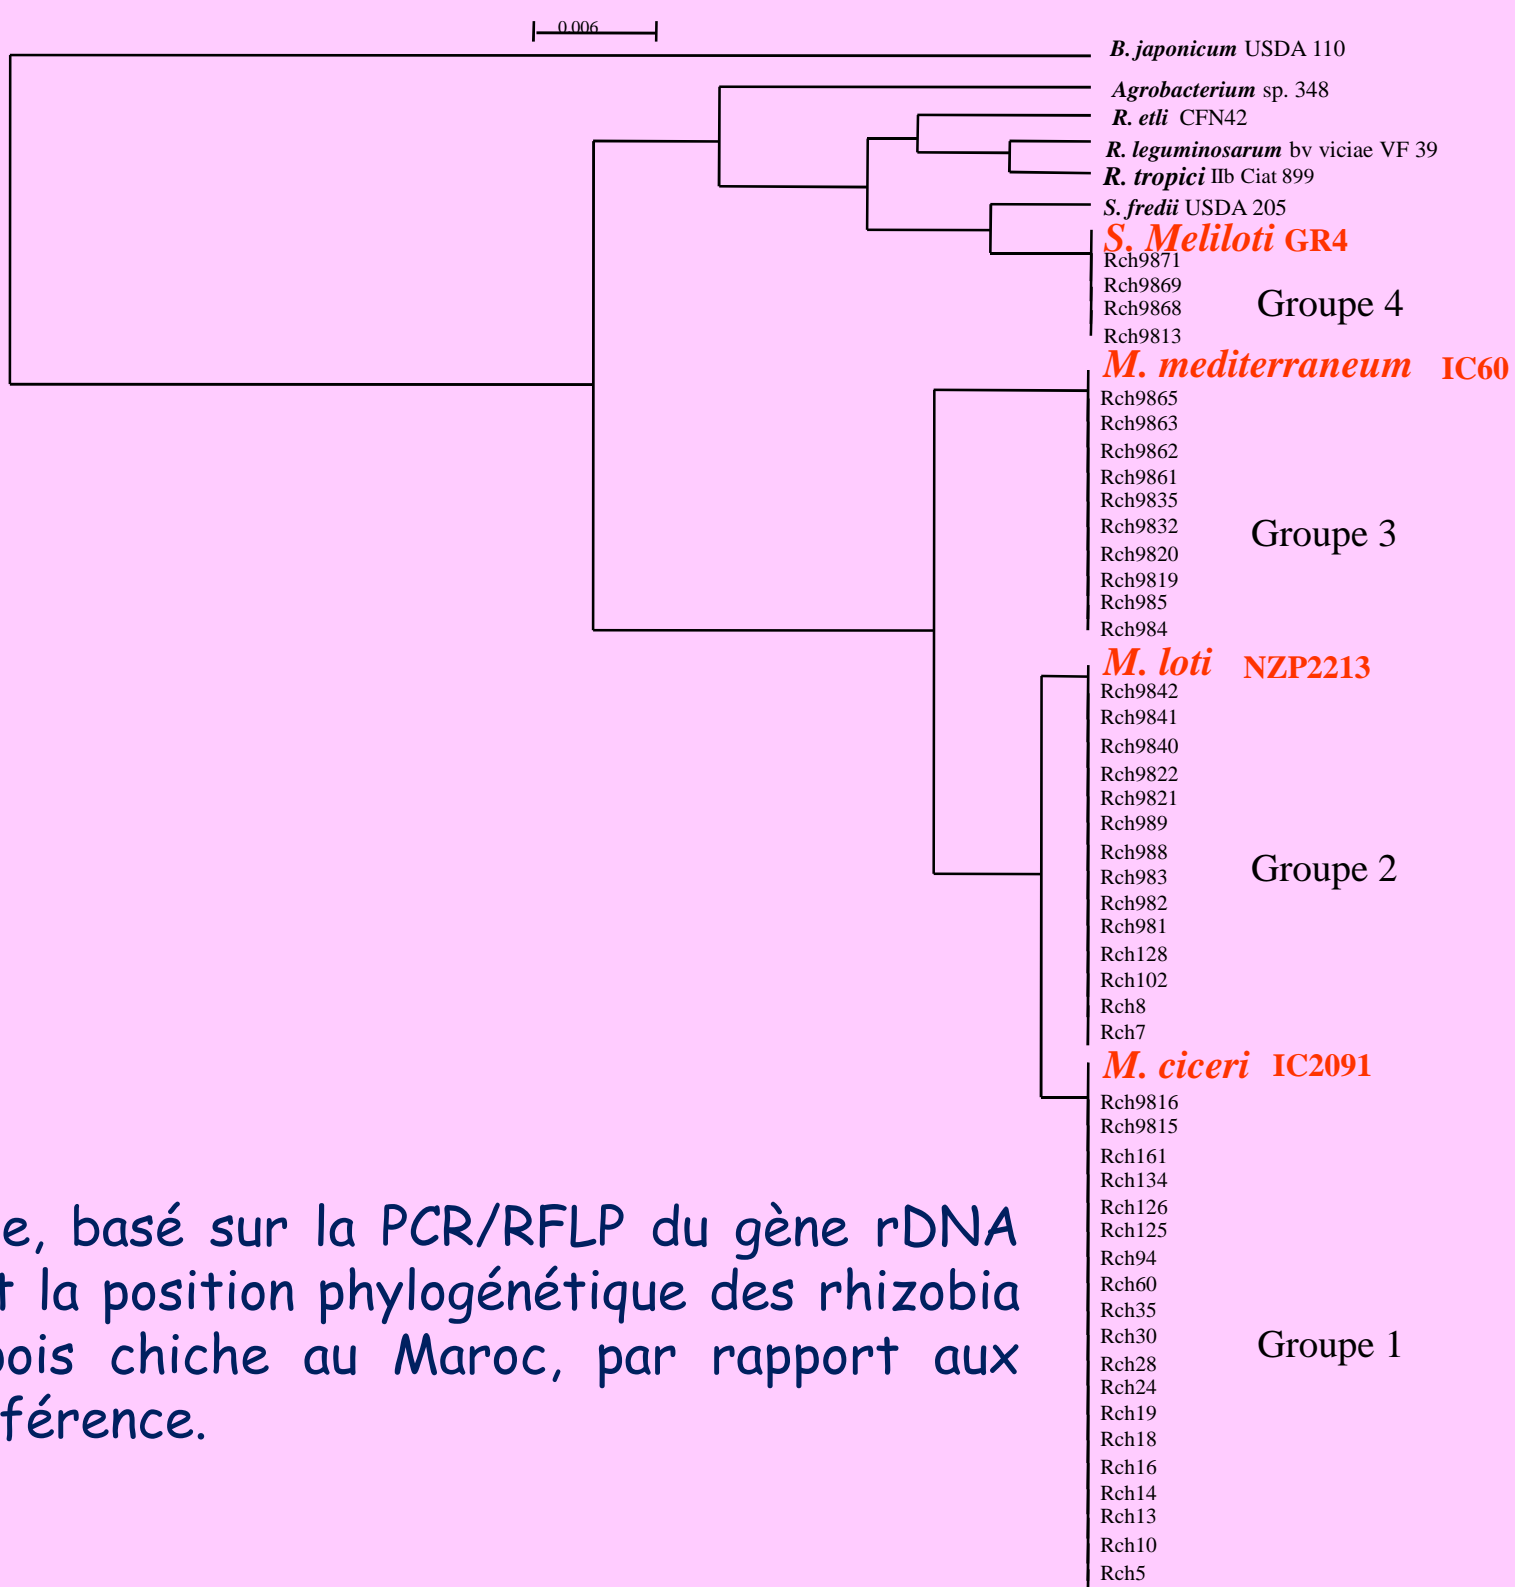 0.006
B. japonicum USDA 110
Agrobacterium sp. 348
R. etli CFN42
R. leguminosarum bv viciae VF 39
R. tropici IIb Ciat 899
S. fredii USDA 205
S. Meliloti GR4
Rch9871
Rch9869
Rch9868
Groupe 4
Rch9813
M. mediterraneum IC60
Rch9865
Rch9863
Rch9862
Rch9861
Rch9835
Rch9832
Groupe 3
Rch9820
Rch9819
Rch985
Rch984
M. loti NZP2213
Rch9842
Rch9841
Rch9840
Rch9822
Rch9821
Rch989
Rch988
Groupe 2
Rch983
Rch982
Rch981
Rch128
Rch102
Rch8
Rch7
M. ciceri IC2091
Rch9816
Rch9815
Rch161
Rch134
Rch126
Rch125
Rch94
Rch60
Rch35
Rch30
Groupe 1
Rch28
Rch24
Rch19
Rch18
Rch16
Rch14
Rch13
Rch10
Rch5
e, basé sur la PCR/RFLP du gène rDNA
t la position phylogénétique des rhizobia
ois chiche au Maroc, par rapport aux
férence.